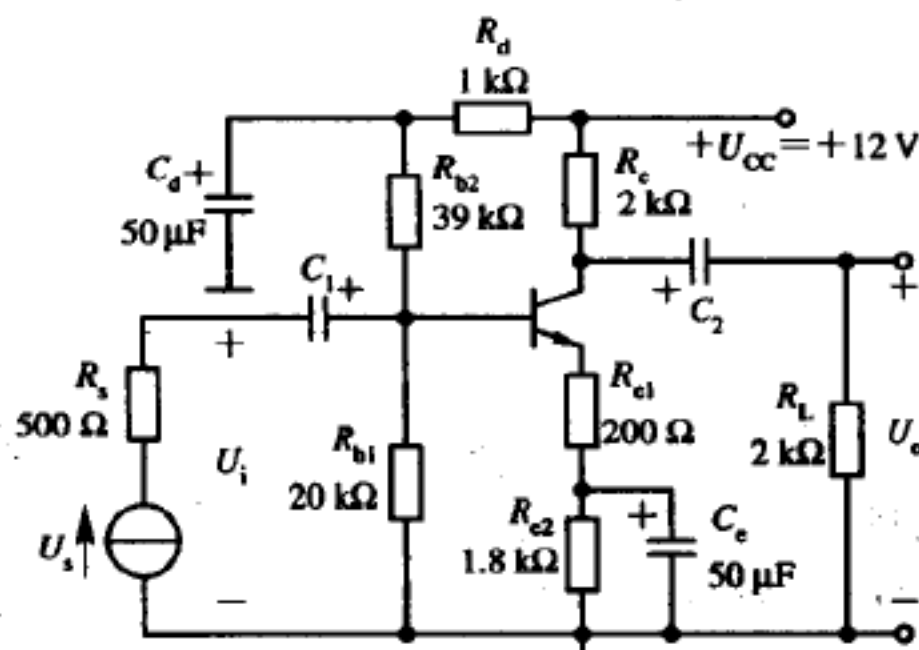 R_d
1 kΩ
+U_CC=+12 V
C_d+
50 μF
R_b2
39 kΩ
R_c
2 kΩ
C_1+
+
+
C_2
+
R_s
500 Ω
U_i
R_b1
20 kΩ
R_e1
200 Ω
R_L
2 kΩ
U_o
U_s
R_e2
1.8 kΩ
+
C_e
50 μF
−
−